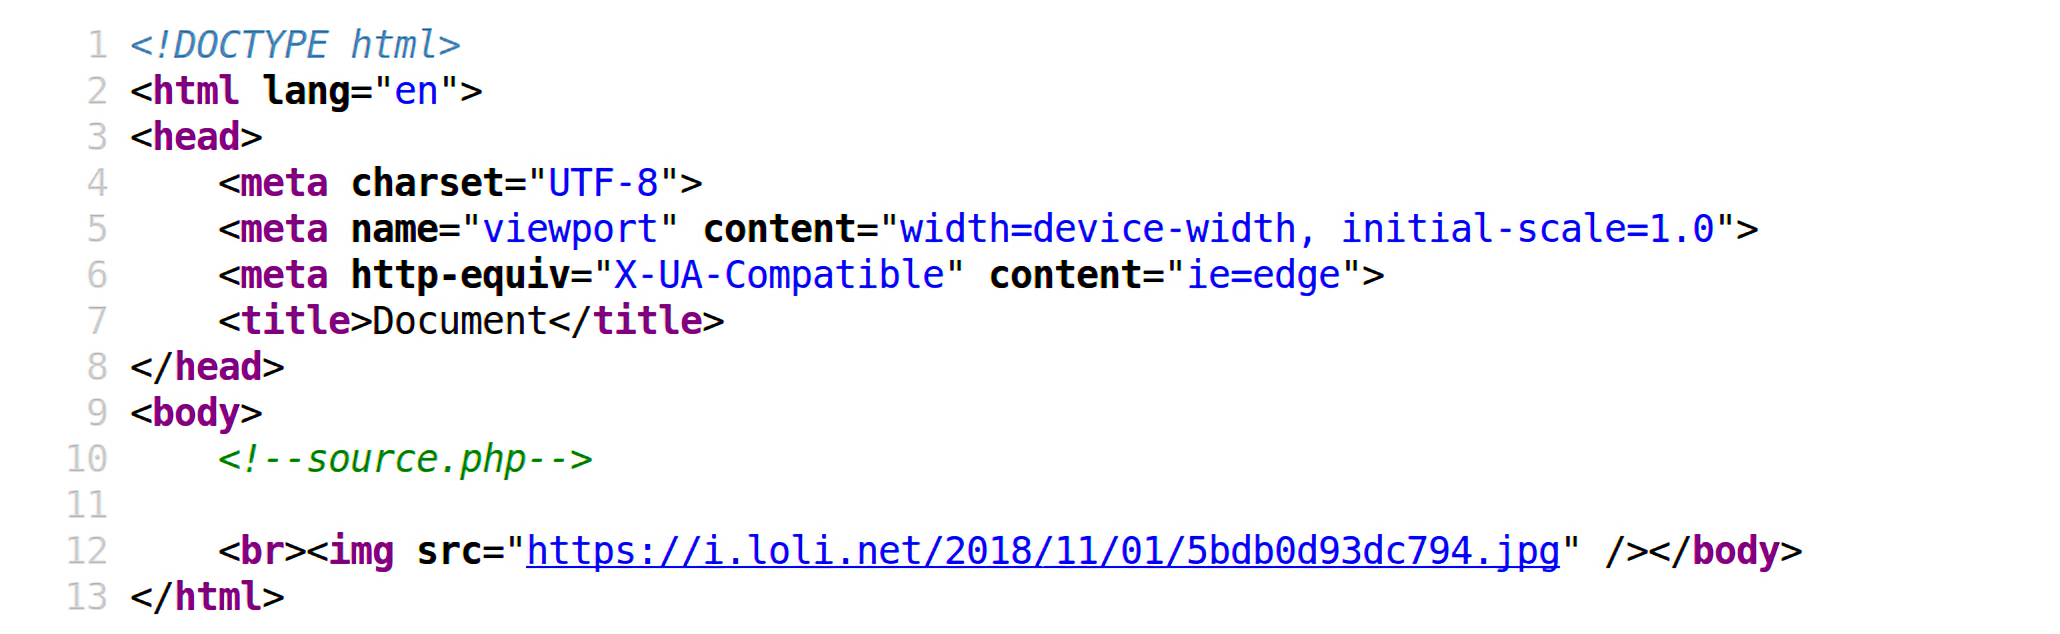 1 <!DOCTYPE html>
2 <html lang="en">
3 <head>
4     <meta charset="UTF-8">
5     <meta name="viewport" content="width=device-width, initial-scale=1.0">
6     <meta http-equiv="X-UA-Compatible" content="ie=edge">
7     <title>Document</title>
8 </head>
9 <body>
10     <!--source.php-->
11
12     <br><img src="https://i.loli.net/2018/11/01/5bdb0d93dc794.jpg" /></body>
13 </html>